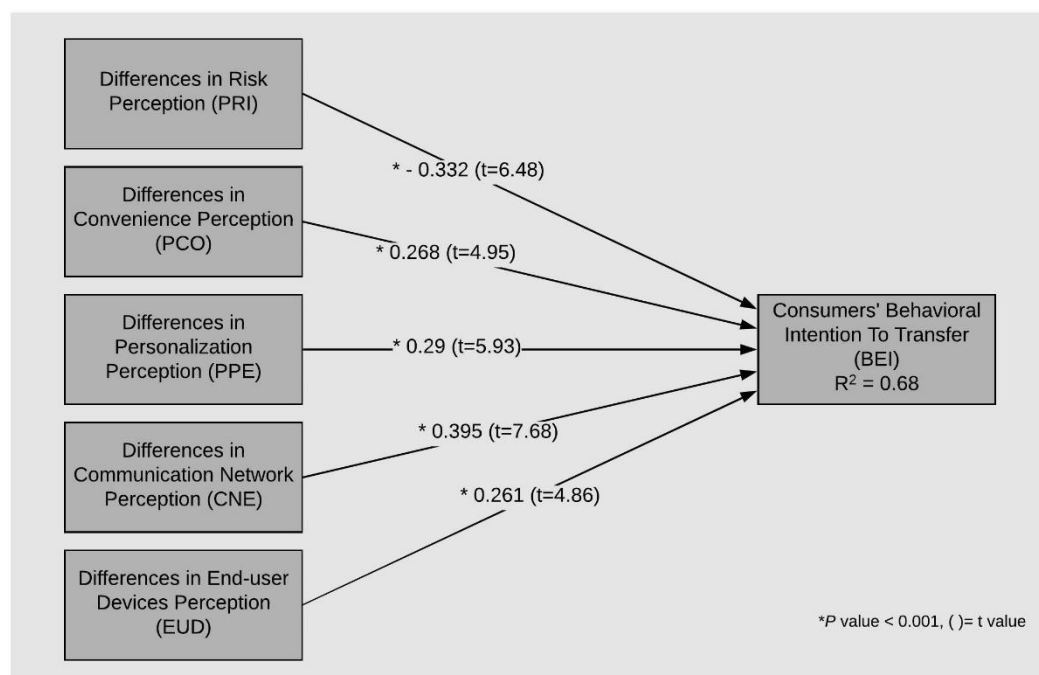 Differences in Risk
Perception (PRI)
* - 0.332 (t=6.48)
Differences in
Convenience Perception
(PCO)
* 0.268 (t=4.95)
Differences in
Personalization
Perception (PPE)
* 0.29 (t=5.93)
Consumers' Behavioral
Intention To Transfer
(BEI)
R² = 0.68
Differences in
Communication Network
Perception (CNE)
* 0.395 (t=7.68)
* 0.261 (t=4.86)
Differences in End-user
Devices Perception
(EUD)
*P value < 0.001, ( )= t value